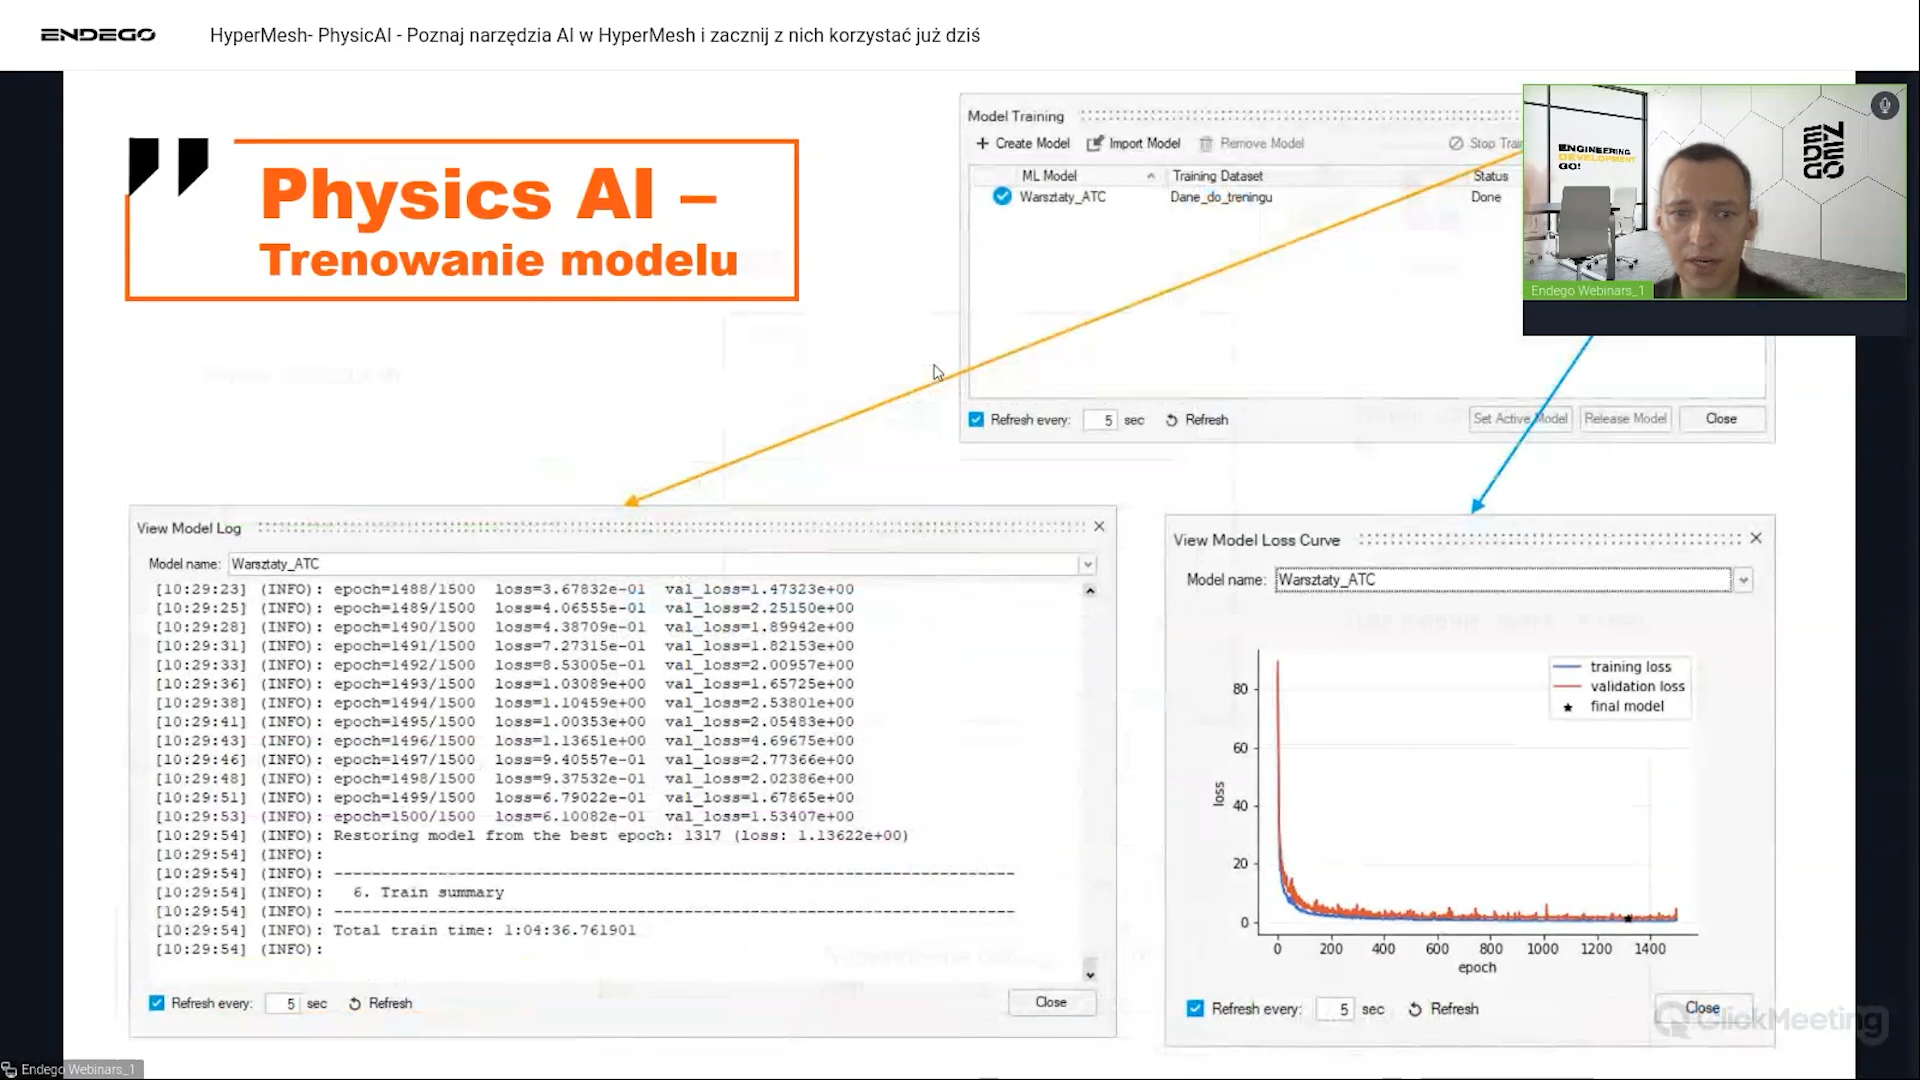 ENDEGO
HyperMesh- PhysicAI - Poznaj narzędzia AI w HyperMesh i zacznij z nich korzystać już dziś
Physics AI –
Trenowanie modelu
Model Training
Create Model Import Model Remove Model Stop Trai
ML Model Training Dataset Status
Warsztaty_ATC Dane_do_treningu Done
Refresh every: 5 sec Refresh Set Active Model Release Model Close
ENGINEERING
DEVELOPMENT
GO!
Endego Webinars_1
View Model Log
Model name: Warsztaty_ATC
[10:29:23] (INFO): epoch=1488/1500 loss=3.67832e-01 val_loss=1.47323e+00
[10:29:25] (INFO): epoch=1489/1500 loss=4.06555e-01 val_loss=2.25150e+00
[10:29:28] (INFO): epoch=1490/1500 loss=4.38709e-01 val_loss=1.89942e+00
[10:29:31] (INFO): epoch=1491/1500 loss=7.27315e-01 val_loss=1.82153e+00
[10:29:33] (INFO): epoch=1492/1500 loss=8.53005e-01 val_loss=2.00957e+00
[10:29:36] (INFO): epoch=1493/1500 loss=1.03089e+00 val_loss=1.65725e+00
[10:29:38] (INFO): epoch=1494/1500 loss=1.10459e+00 val_loss=2.53801e+00
[10:29:41] (INFO): epoch=1495/1500 loss=1.00353e+00 val_loss=2.05483e+00
[10:29:43] (INFO): epoch=1496/1500 loss=1.13651e+00 val_loss=4.69675e+00
[10:29:46] (INFO): epoch=1497/1500 loss=9.40557e-01 val_loss=2.77366e+00
[10:29:48] (INFO): epoch=1498/1500 loss=9.37532e-01 val_loss=2.02386e+00
[10:29:51] (INFO): epoch=1499/1500 loss=6.79022e-01 val_loss=1.67865e+00
[10:29:53] (INFO): epoch=1500/1500 loss=6.10082e-01 val_loss=1.53407e+00
[10:29:54] (INFO): Restoring model from the best epoch: 1317 (loss: 1.13622e+00)
[10:29:54] (INFO):
[10:29:54] (INFO): --------------------------------------------------------------------
[10:29:54] (INFO): 6. Train summary
[10:29:54] (INFO): --------------------------------------------------------------------
[10:29:54] (INFO): Total train time: 1:04:36.761901
[10:29:54] (INFO):
Refresh every: 5 sec Refresh Close
View Model Loss Curve
Model name: Warsztaty_ATC
training loss
validation loss
final model
80
60
40
20
0
loss
0 200 400 600 800 1000 1200 1400
epoch
Refresh every: 5 sec Refresh Close
ClickMeeting
Endego Webinars_1